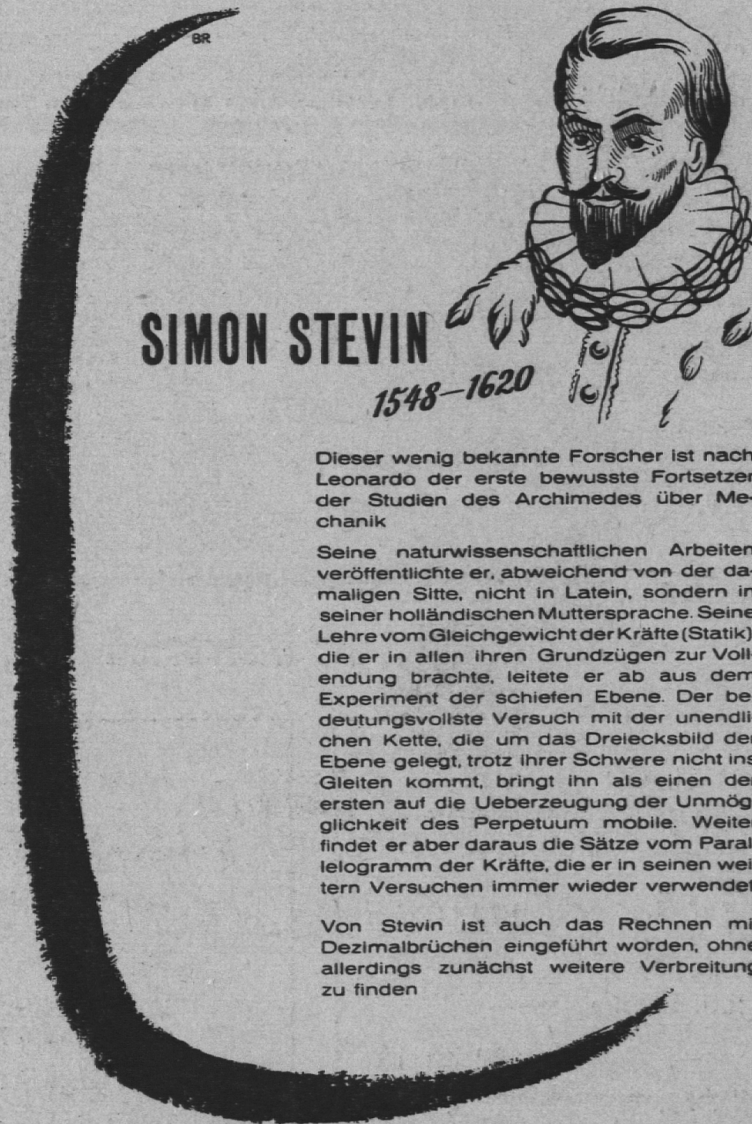 BR
SIMON STEVIN
1548–1620
Dieser wenig bekannte Forscher ist nach
Leonardo der erste bewusste Fortsetzer
der Studien des Archimedes über Me-
chanik
Seine naturwissenschaftlichen Arbeiten
veröffentlichte er, abweichend von der da-
maligen Sitte, nicht in Latein, sondern in
seiner holländischen Muttersprache. Seine
Lehre vom Gleichgewicht der Kräfte (Statik)
die er in allen ihren Grundzügen zur Voll-
endung brachte, leitete er ab aus dem
Experiment der schiefen Ebene. Der be-
deutungsvollste Versuch mit der unendli
chen Kette, die um das Dreiecksbild der
Ebene gelegt, trotz ihrer Schwere nicht ins
Gleiten kommt, bringt ihn als einen der
ersten auf die Ueberzeugung der Unmög
glichkeit des Perpetuum mobile. Weiter
findet er aber daraus die Sätze vom Paral
lelogramm der Kräfte, die er in seinen wei
tern Versuchen immer wieder verwendet
Von Stevin ist auch das Rechnen mi
Dezimalbrüchen eingeführt worden, ohne
allerdings zunächst weitere Verbreitung
zu finden